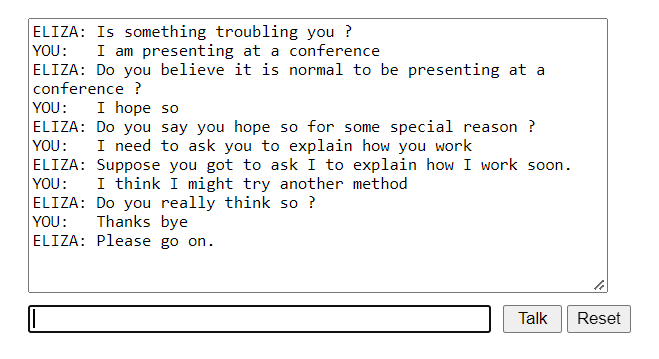 ELIZA: Is something troubling you ?
YOU:   I am presenting at a conference
ELIZA: Do you believe it is normal to be presenting at a
conference ?
YOU:   I hope so
ELIZA: Do you say you hope so for some special reason ?
YOU:   I need to ask you to explain how you work
ELIZA: Suppose you got to ask I to explain how I work soon.
YOU:   I think I might try another method
ELIZA: Do you really think so ?
YOU:   Thanks bye
ELIZA: Please go on.
Talk Reset